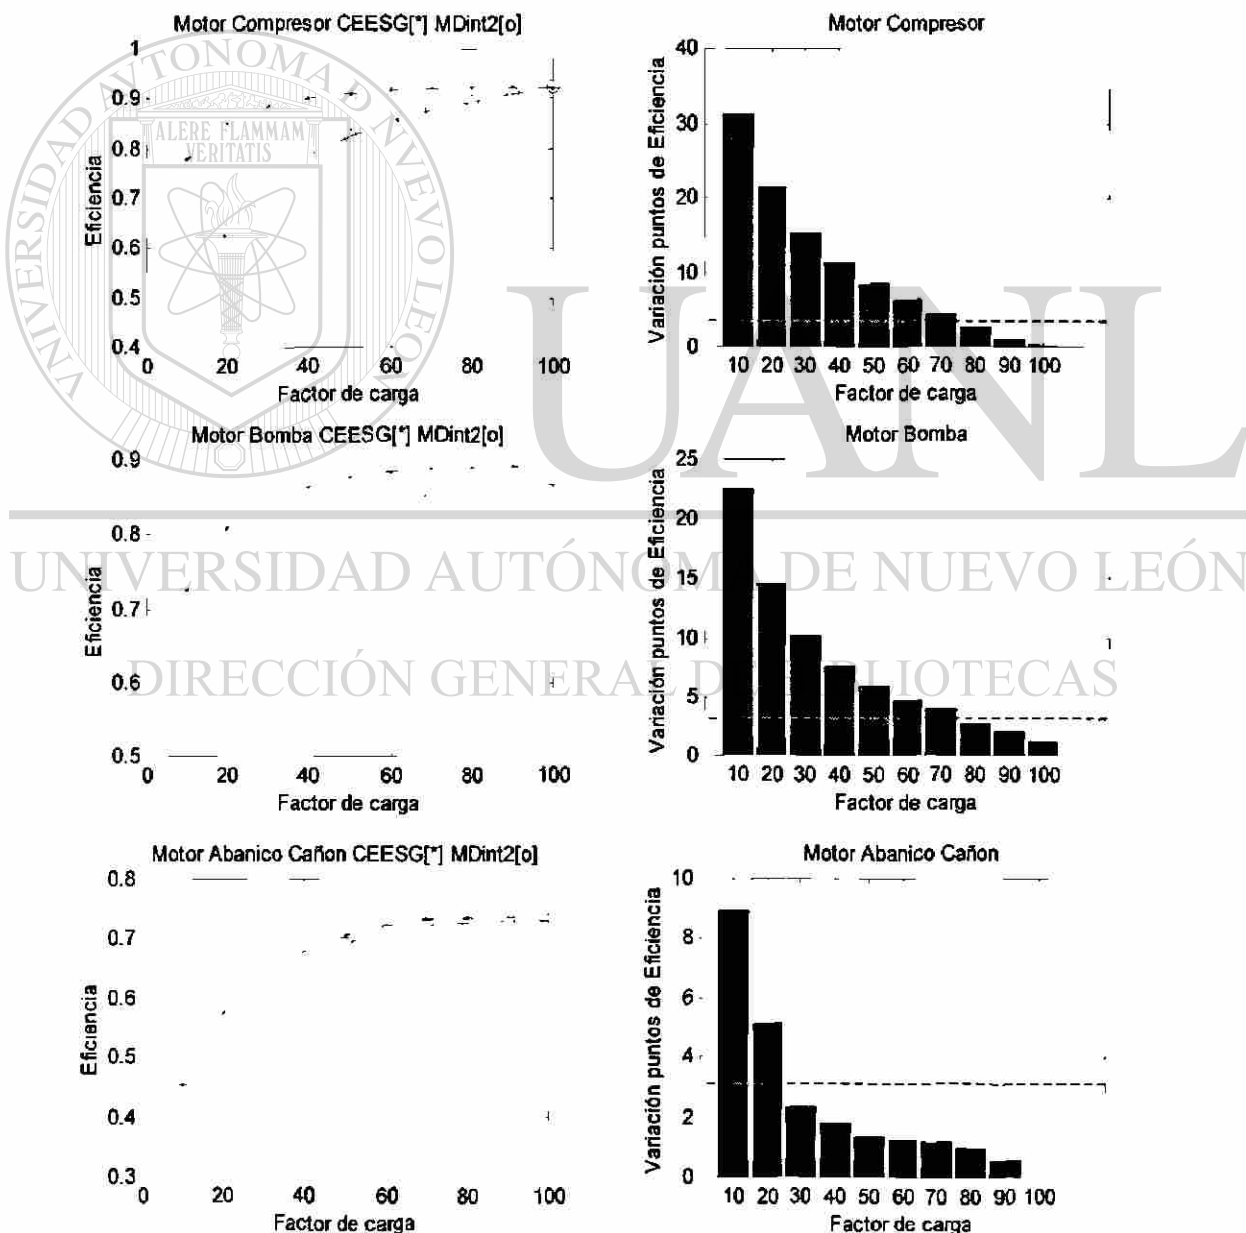 Motor Compresor CEESG[*] MDint2[o]
1
0.9
0.8
0.7
0.6
0.5
0.4
Eficiencia
0 20 60 80 100
Factor de carga
Motor Compresor
40
30
20
10
0
Variación puntos de Eficiencia
10 20 30 40 50 60 70 80 90 100
Factor de carga
Motor Bomba CEESG[*] MDint2[o]
0.9
0.8
0.7
0.6
0.5
Eficiencia
0 20 40 60 80 100
Factor de carga
Motor Bomba
25
20
15
10
5
0
Variación puntos de Eficiencia
10 20 30 40 50 60 70 80 90 100
Factor de carga
Motor Abanico Cañon CEESG[*] MDint2[o]
0.8
0.7
0.6
0.5
0.4
0.3
Eficiencia
0 20 40 60 80 100
Factor de carga
Motor Abanico Cañon
10
8
6
4
2
0
Variación puntos de Eficiencia
10 20 30 40 50 60 70 80 90 100
Factor de carga
UNIVERSIDAD AUTONOMA DE NUEVO LEÓN
ALERE FLAMMAM
VERITATIS
UANL
UNIVERSIDAD AUTÓNOMA DE NUEVO LEÓN
DIRECCIÓN GENERAL DE BIBLIOTECAS